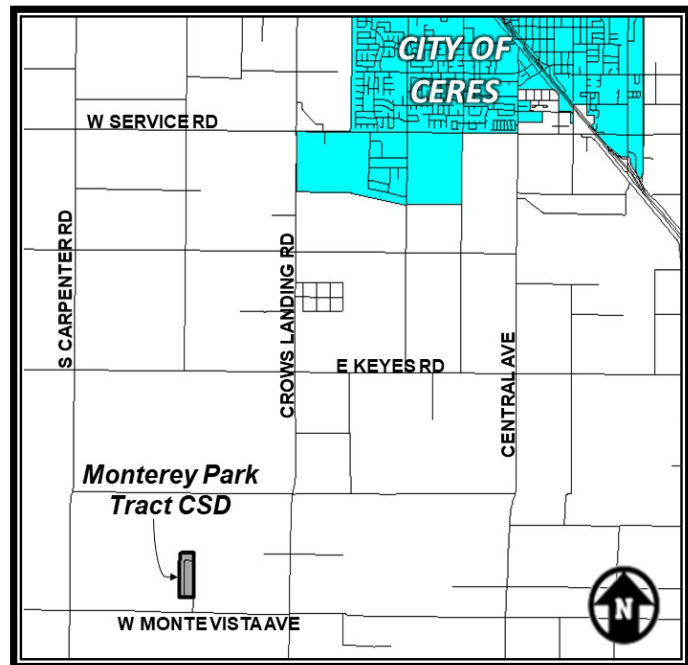 CITY OF
CERES
W SERVICE RD
S CARPENTER RD
CROWS LANDING RD
E KEYES RD
CENTRAL AVE
Monterey Park
Tract CSD
W MONTE VISTA AVE
N